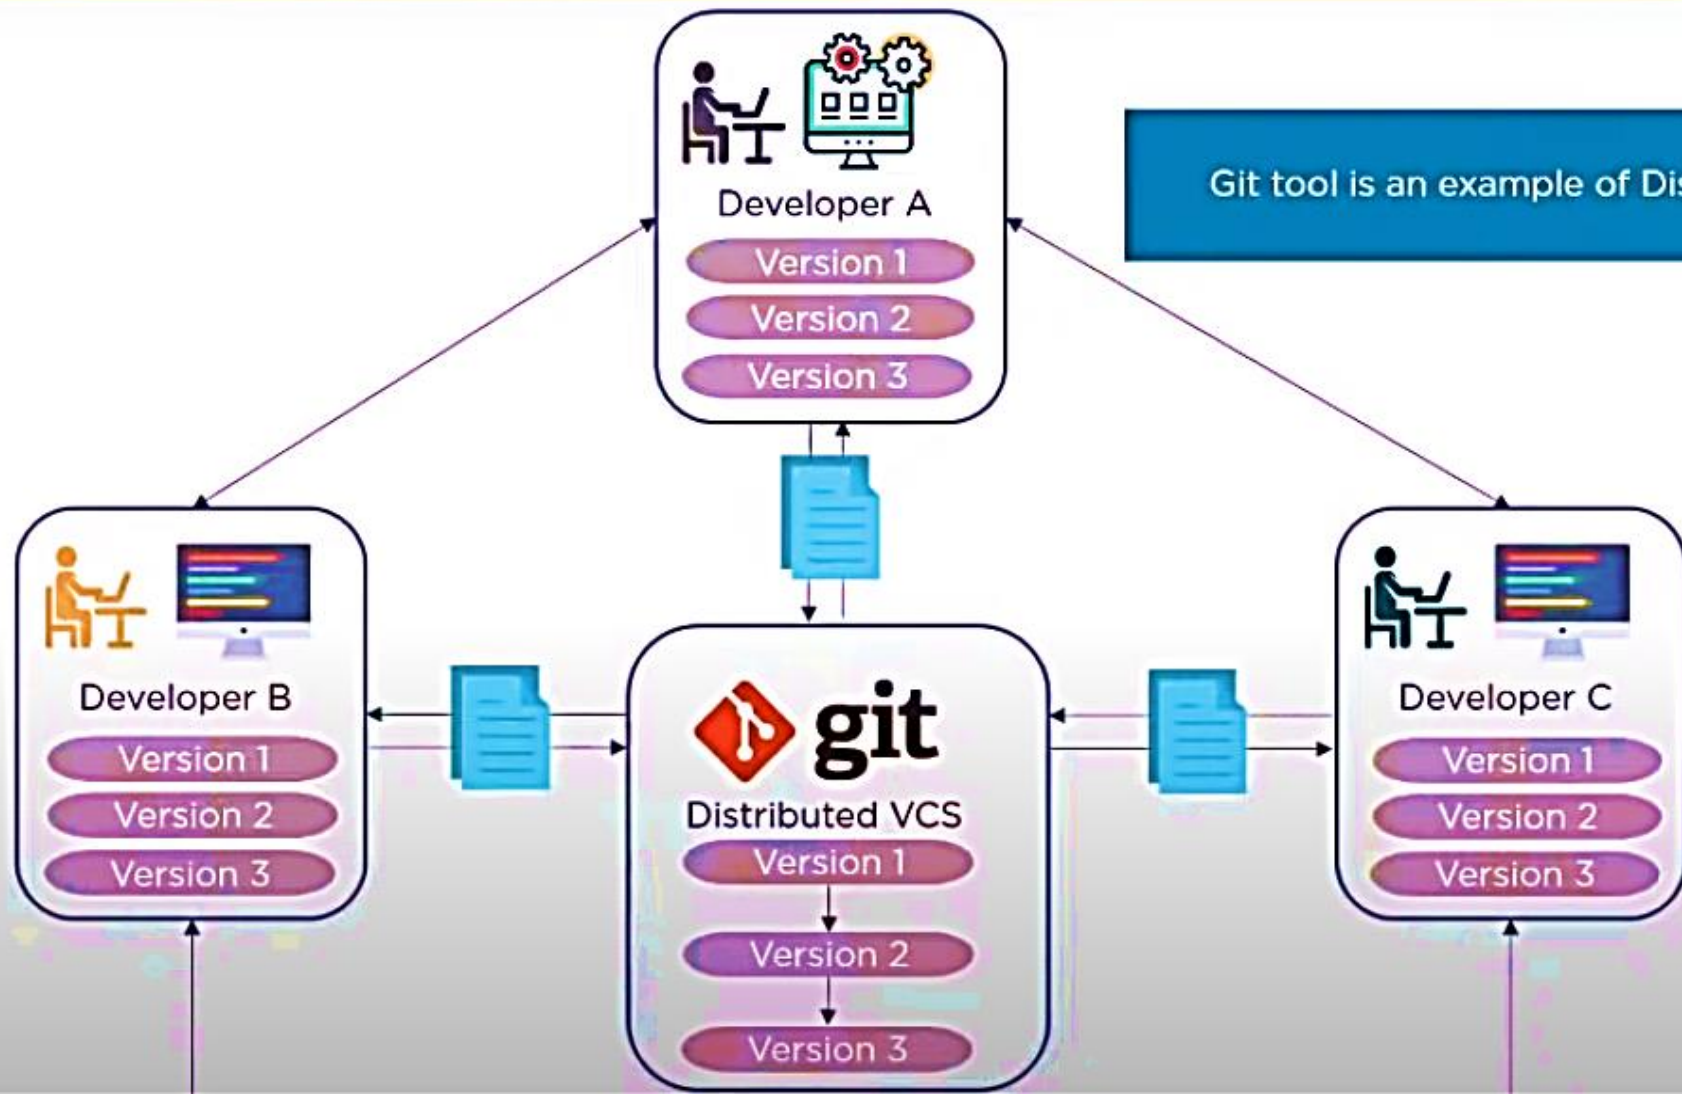 Developer A
Version 1
Version 2
Version 3
Git tool is an example of
Developer B
Version 1
Version 2
Version 3
git
Distributed VCS
Version 1
Version 2
Version 3
Developer C
Version 1
Version 2
Version 3